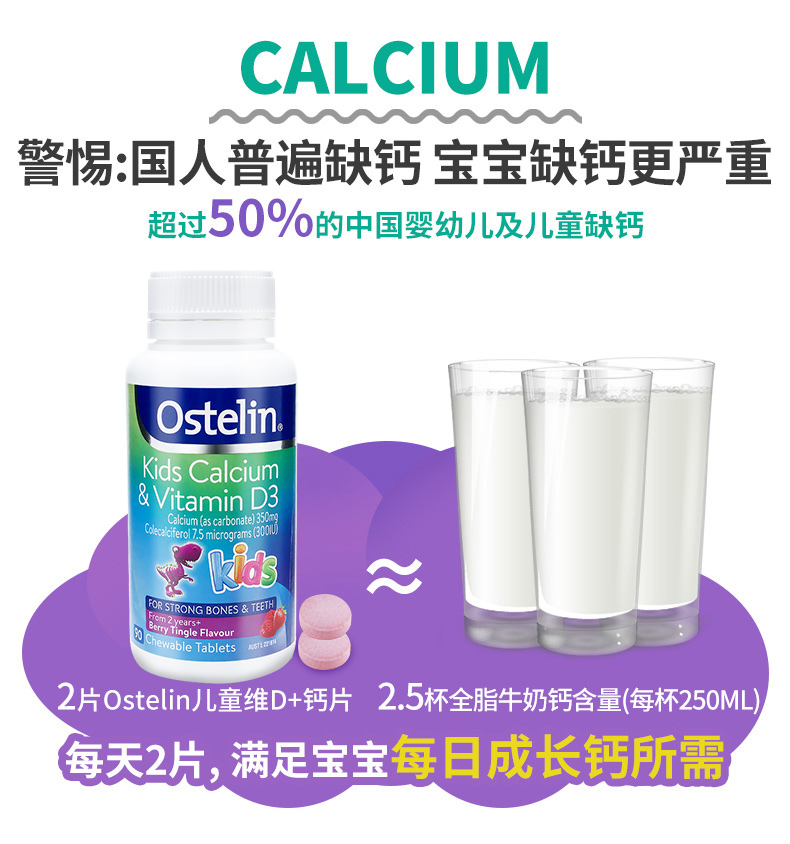 CALCIUM
警惕:国人普遍缺钙 宝宝缺钙更严重
超过50%的中国婴幼儿及儿童缺钙
Ostelin®
Kids Calcium
& Vitamin D3
Calcium (as carbonate) 350mg
Colecalciferol 7.5 micrograms (300IU)
kids
FOR STRONG BONES & TEETH
From 2 years+
Berry Tingle Flavour
90 Chewable Tablets
≈
2片Ostelin儿童维D+钙片
2.5杯全脂牛奶钙含量(每杯250ML)
每天2片, 满足宝宝每日成长钙所需